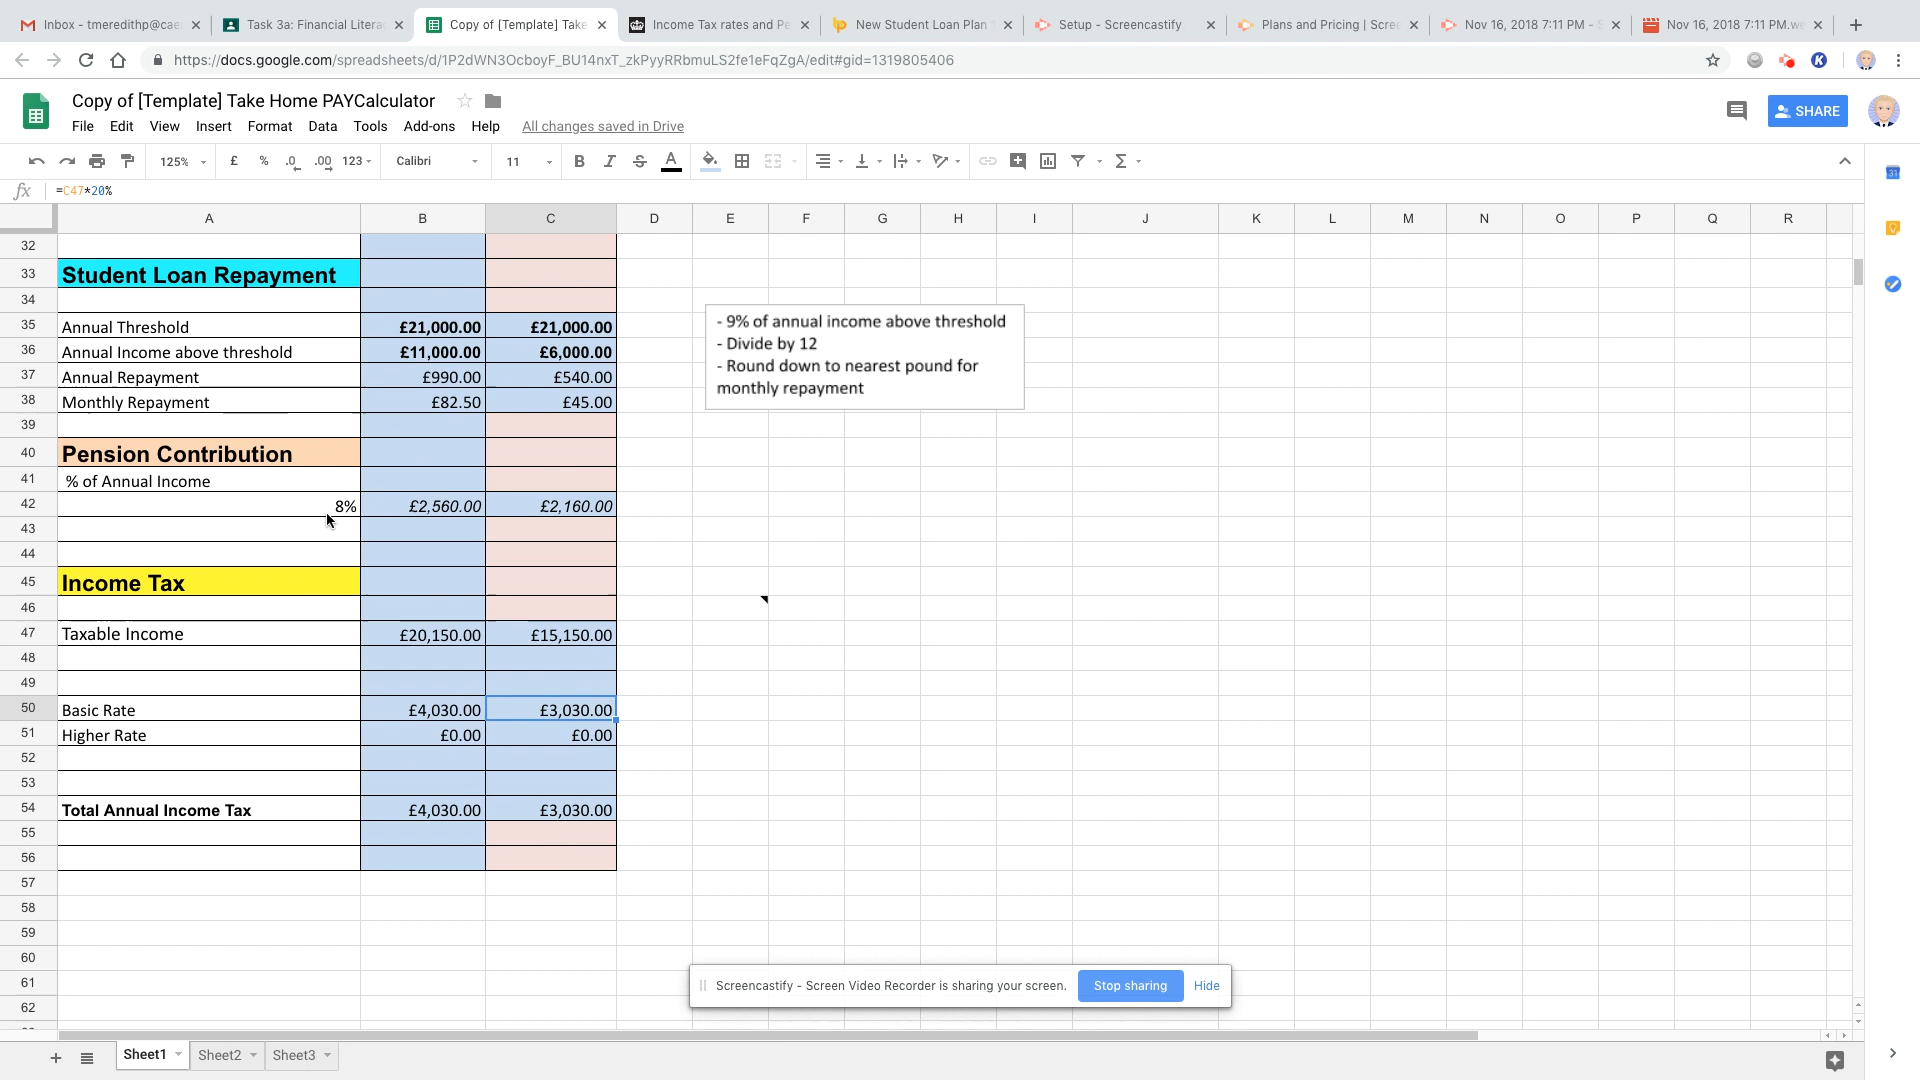 Inbox - tmeredithp@cae
Task 3a: Financial Litera
Copy of [Template] Take
Income Tax rates and Pe
New Student Loan Plan
Setup - Screencastify
Plans and Pricing | Scree
Nov 16, 2018 7:11 PM - S
Nov 16, 2018 7:11 PM.we
https://docs.google.com/spreadsheets/d/1P2dWN3OcboyF_BU14nxT_zkPyyRRbmuLS2fe1eFqZgA/edit#gid=1319805406
Copy of [Template] Take Home PAYCalculator
SHARE
File Edit View Insert Format Data Tools Add-ons Help All changes saved in Drive
125% £ % .0 .00 123 Calibri 11 B I S A
fx =C47*20%
A B C D E F G H I J K L M N O P Q R
32
33 Student Loan Repayment
34
35 Annual Threshold £21,000.00 £21,000.00
36 Annual Income above threshold £11,000.00 £6,000.00
37 Annual Repayment £990.00 £540.00
38 Monthly Repayment £82.50 £45.00
- 9% of annual income above threshold
- Divide by 12
- Round down to nearest pound for
monthly repayment
39
40 Pension Contribution
41 % of Annual Income
42 8% £2,560.00 £2,160.00
43
44
45 Income Tax
46
47 Taxable Income £20,150.00 £15,150.00
48
49
50 Basic Rate £4,030.00 £3,030.00
51 Higher Rate £0.00 £0.00
52
53
54 Total Annual Income Tax £4,030.00 £3,030.00
55
56
57
58
59
60
61
62
Screencastify - Screen Video Recorder is sharing your screen. Stop sharing Hide
Sheet1 Sheet2 Sheet3